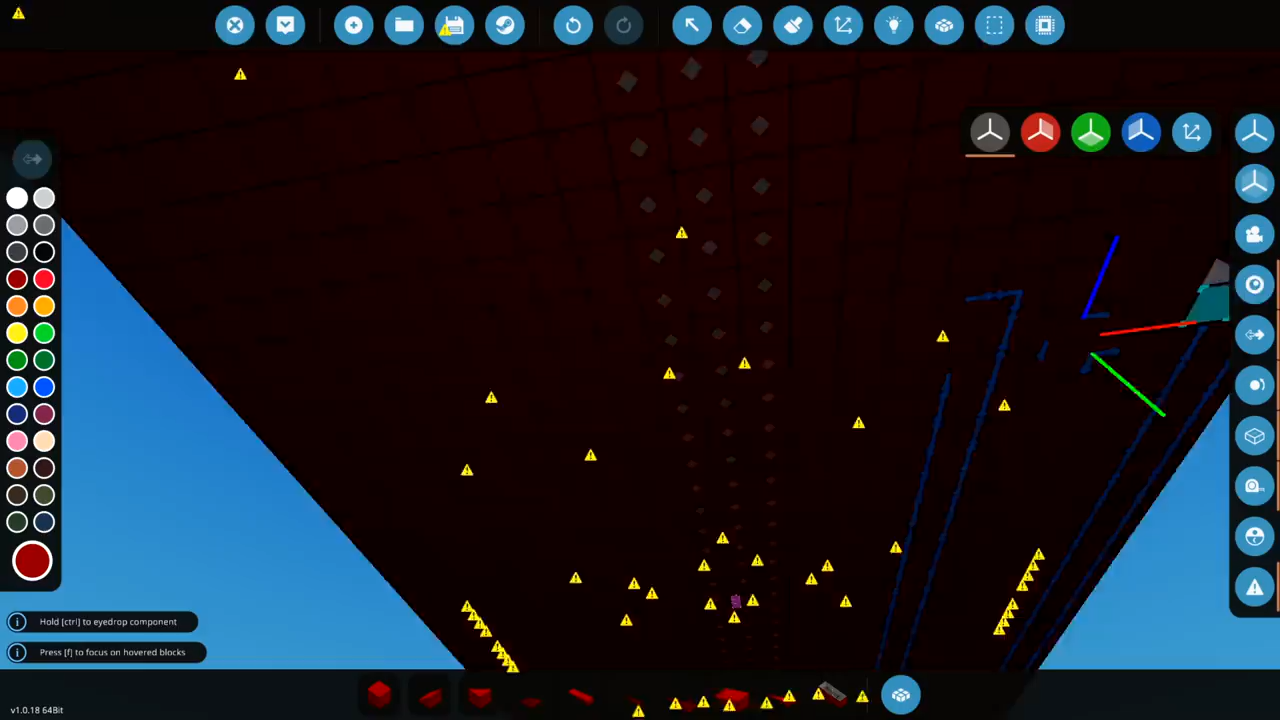 Hold [ctrl] to eyedrop component
Press [f] to focus on hovered blocks
v1.0.18 64Bit